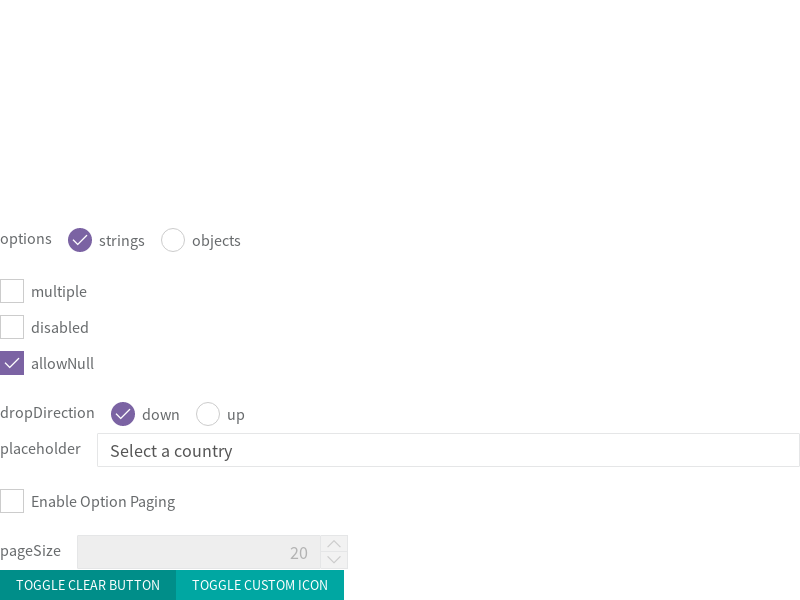 options strings objects
multiple
disabled
allowNull
dropDirection down up
placeholder Select a country
Enable Option Paging
pageSize 20
TOGGLE CLEAR BUTTON TOGGLE CUSTOM ICON